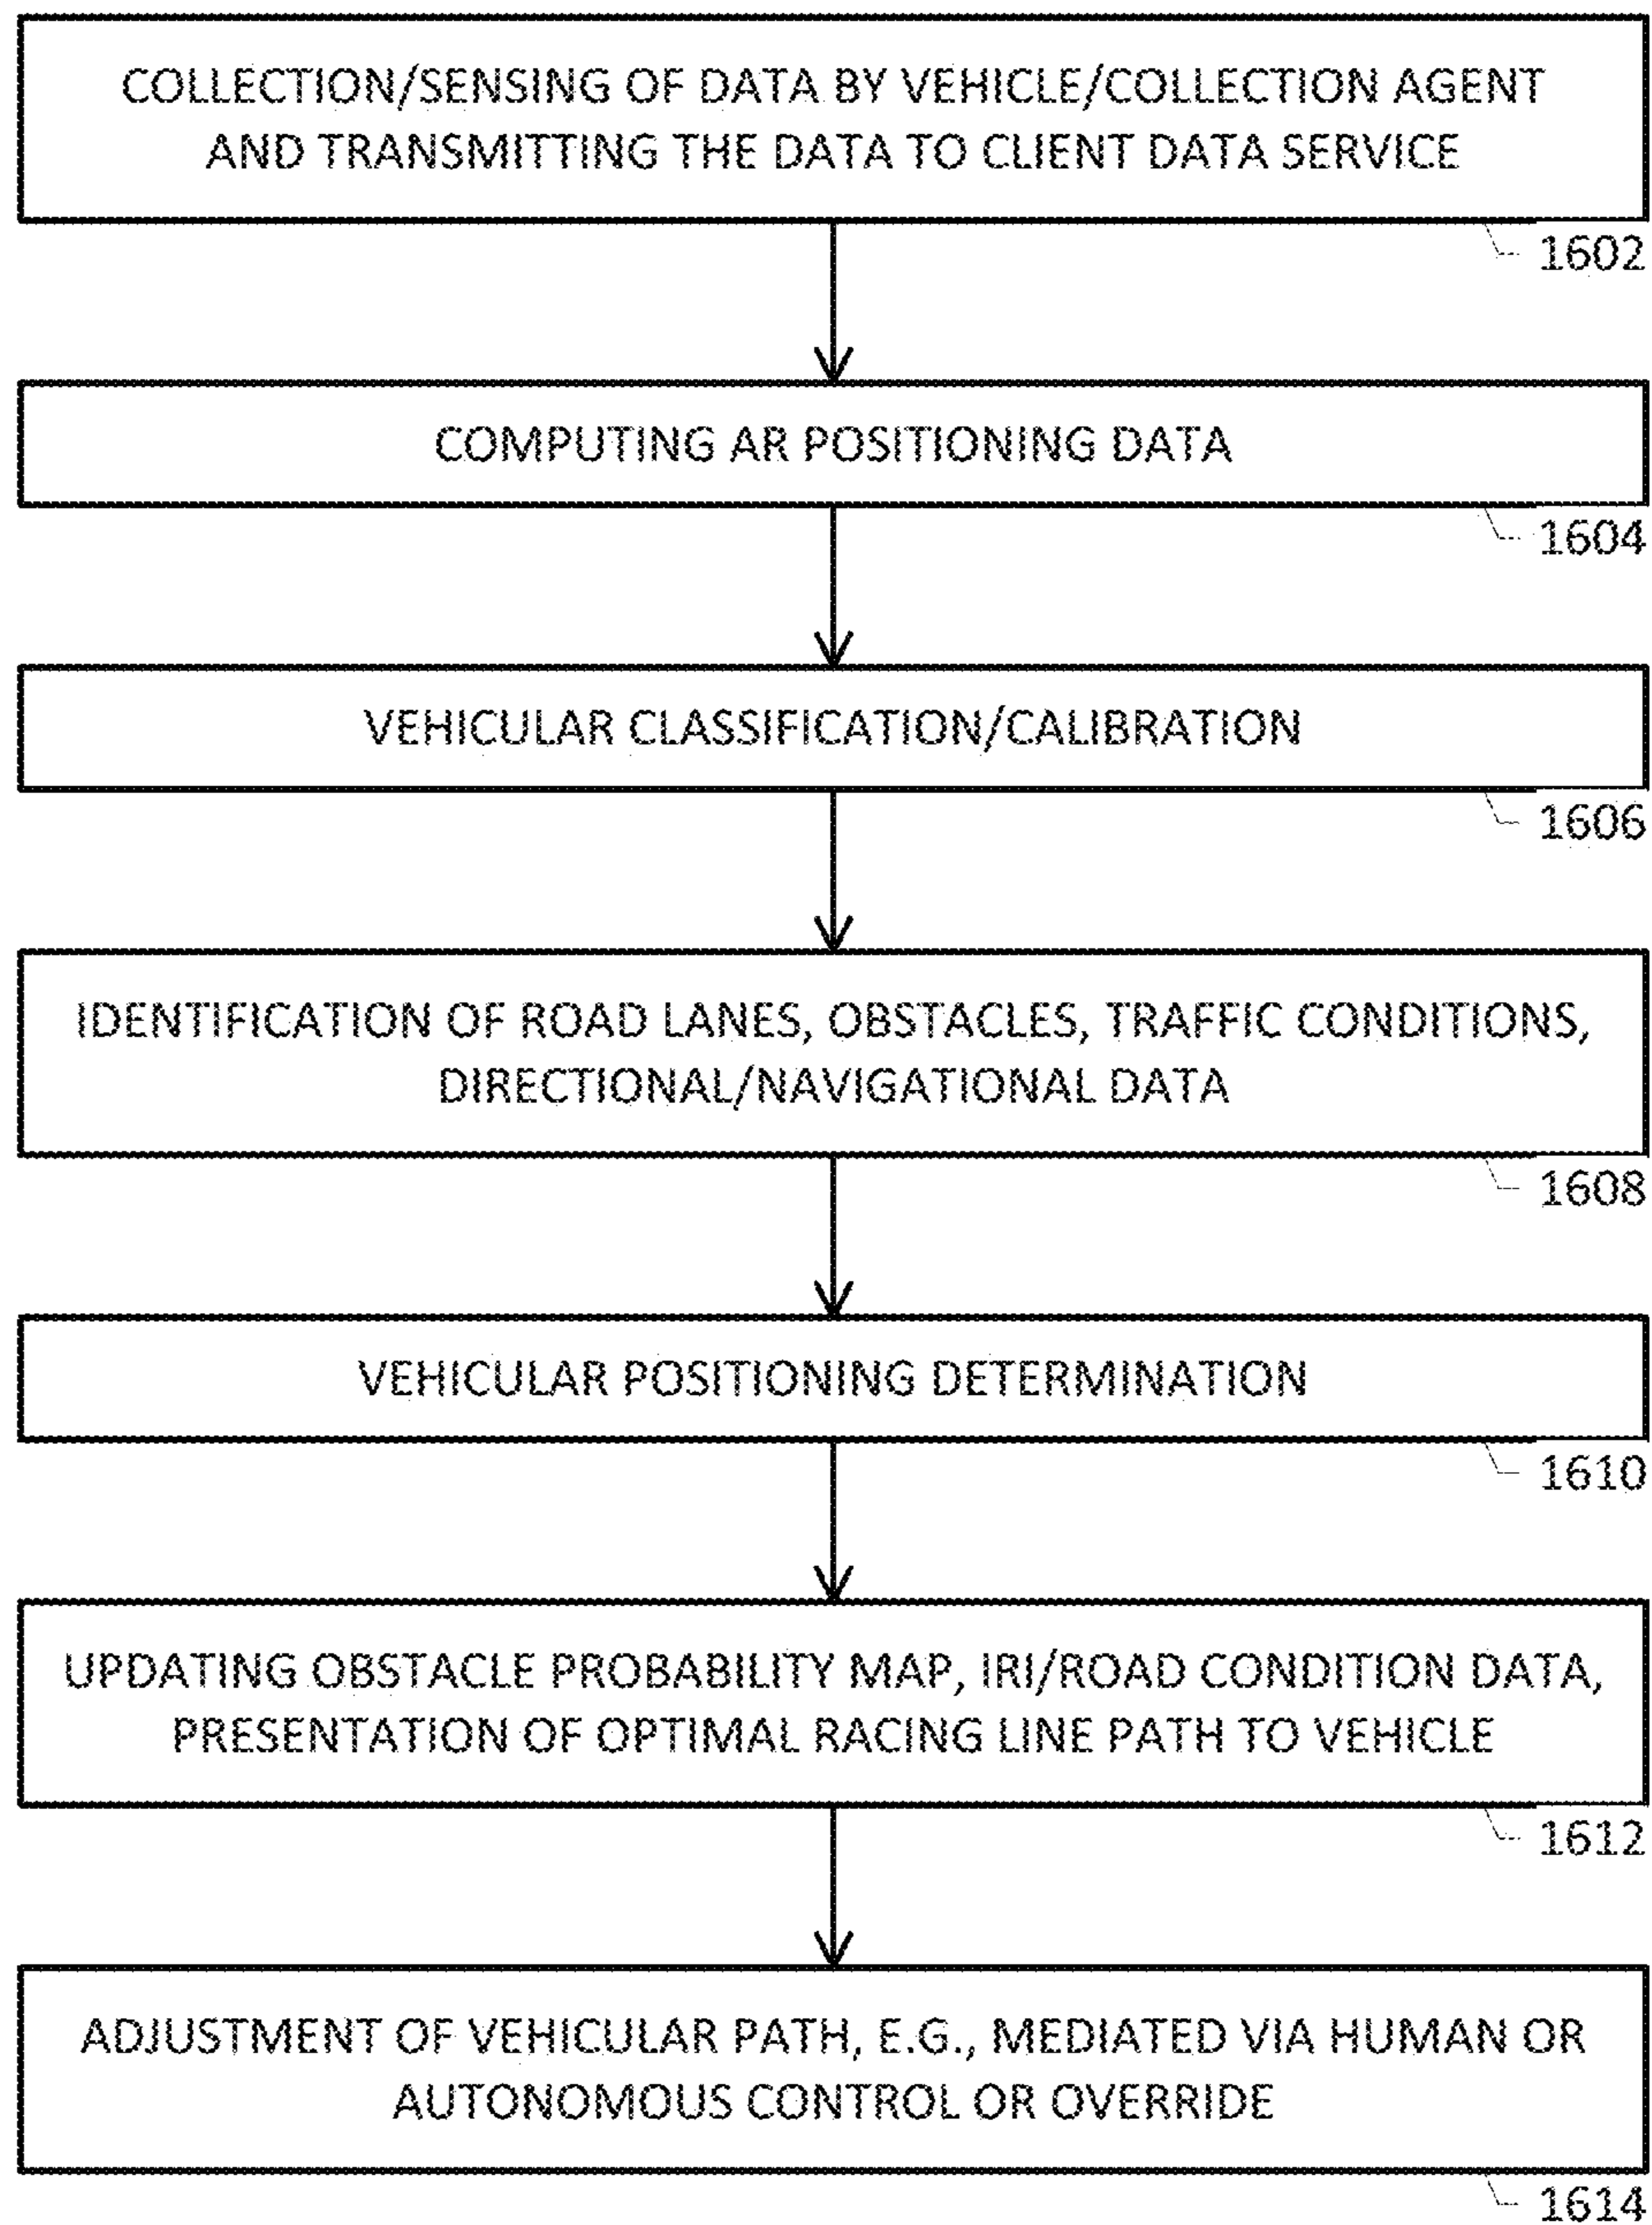 COLLECTION/SENSING OF DATA BY VEHICLE/COLLECTION AGENT
AND TRANSMITTING THE DATA TO CLIENT DATA SERVICE
1602
COMPUTING AR POSITIONING DATA
1604
VEHICULAR CLASSIFICATION/CALIBRATION
1606
IDENTIFICATION OF ROAD LANES, OBSTACLES, TRAFFIC CONDITIONS,
DIRECTIONAL/NAVIGATIONAL DATA
1608
VEHICULAR POSITIONING DETERMINATION
1610
UPDATING OBSTACLE PROBABILITY MAP, IRI/ROAD CONDITION DATA,
PRESENTATION OF OPTIMAL RACING LINE PATH TO VEHICLE
1612
ADJUSTMENT OF VEHICULAR PATH, E.G., MEDIATED VIA HUMAN OR
AUTONOMOUS CONTROL OR OVERRIDE
1614